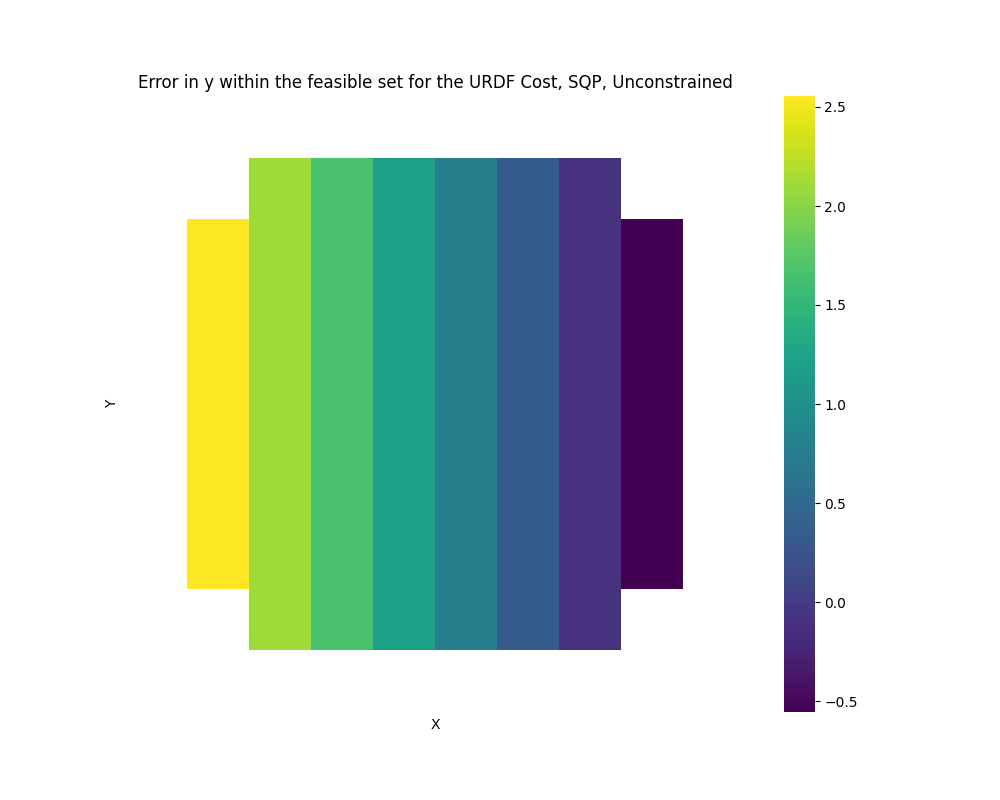 Error in y within the feasible set for the URDF Cost, SQP, Unconstrained
2.5
2.0
1.5
1.0
0.5
0.0
−0.5
Y
X